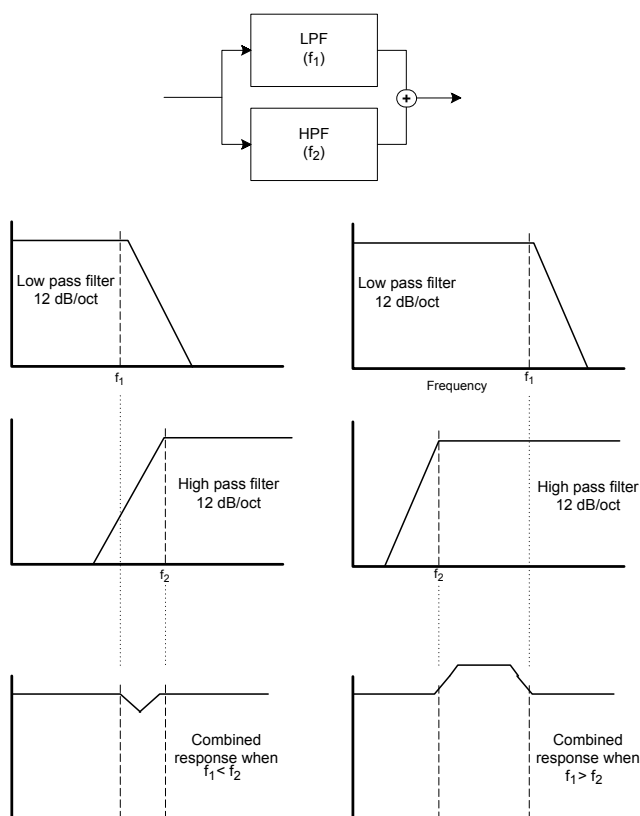 LPF
(f₁)
HPF
(f₂)
+
Low pass filter
12 dB/oct
f₁
Low pass filter
12 dB/oct
Frequency
f₁
High pass filter
12 dB/oct
f₂
High pass filter
12 dB/oct
f₂
Combined
response when
f₁< f₂
Combined
response when
f₁> f₂